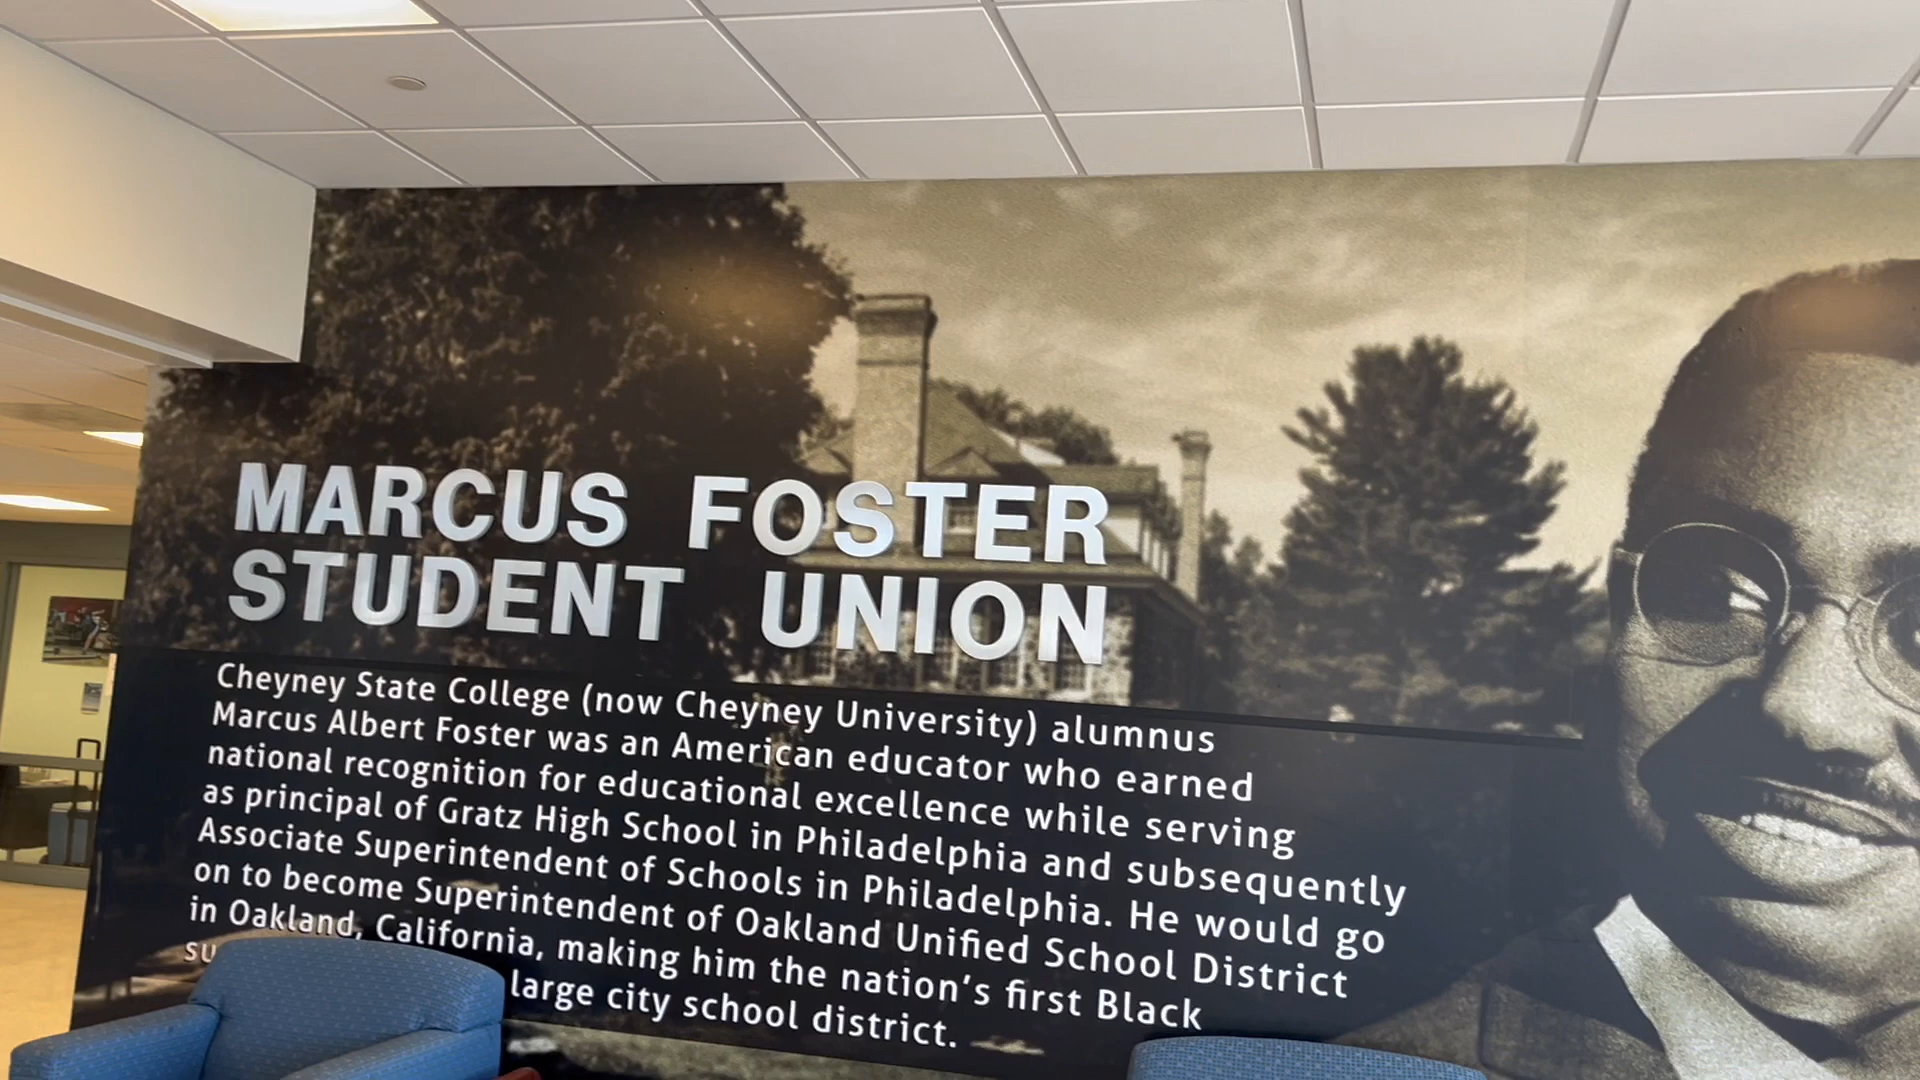 MARCUS FOSTER
STUDENT UNION
Cheyney State College (now Cheyney University) alumnus
Marcus Albert Foster was an American educator who earned
national recognition for educational excellence while serving
as principal of Gratz High School in Philadelphia and subsequently
Associate Superintendent of Schools in Philadelphia. He would go
on to become Superintendent of Oakland Unified School District
in Oakland, California, making him the nation's first Black
large city school district.